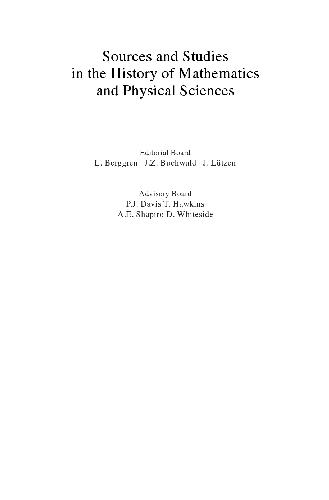 Sources and Studies
in the History of Mathematics
and Physical Sciences
Editorial Board
L. Berggren J.Z. Buchwald J. Lützen
Advisory Board
P.J. Davis T. Hawkins
A.E. Shapiro D. Whiteside